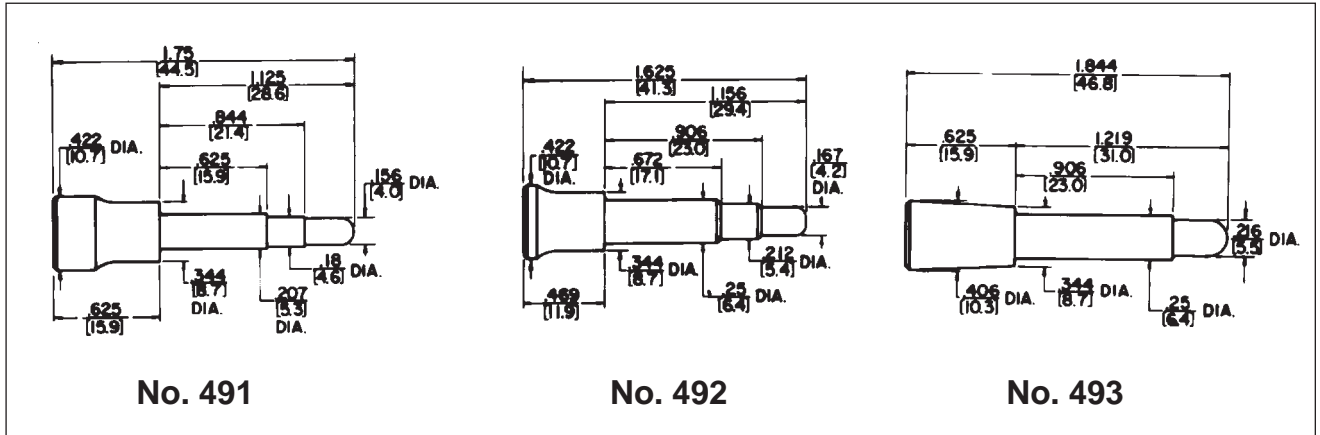 1.75
[44.5]
1.125
[28.6]
.844
[21.4]
.422
[10.7] DIA.
.625
[15.9]
.156
[4.0] DIA.
.18
[4.6] DIA.
.344
[8.7]
DIA.
.207
[5.3]
DIA.
.625
[15.9]
No. 491
1.625
[41.3]
1.156
[29.4]
.906
[23.0]
.422
[10.7]
DIA.
.672
[17.1]
.167
[4.2]
DIA.
.212
[5.4] DIA.
.344
[8.7] DIA.
.25
[6.4] DIA.
.469
[11.9]
No. 492
1.844
[46.8]
.625
[15.9]
1.219
[31.0]
.906
[23.0]
.216
[5.5] DIA.
.406
[10.3] DIA.
.344
[8.7] DIA.
.25
[6.4] DIA.
No. 493